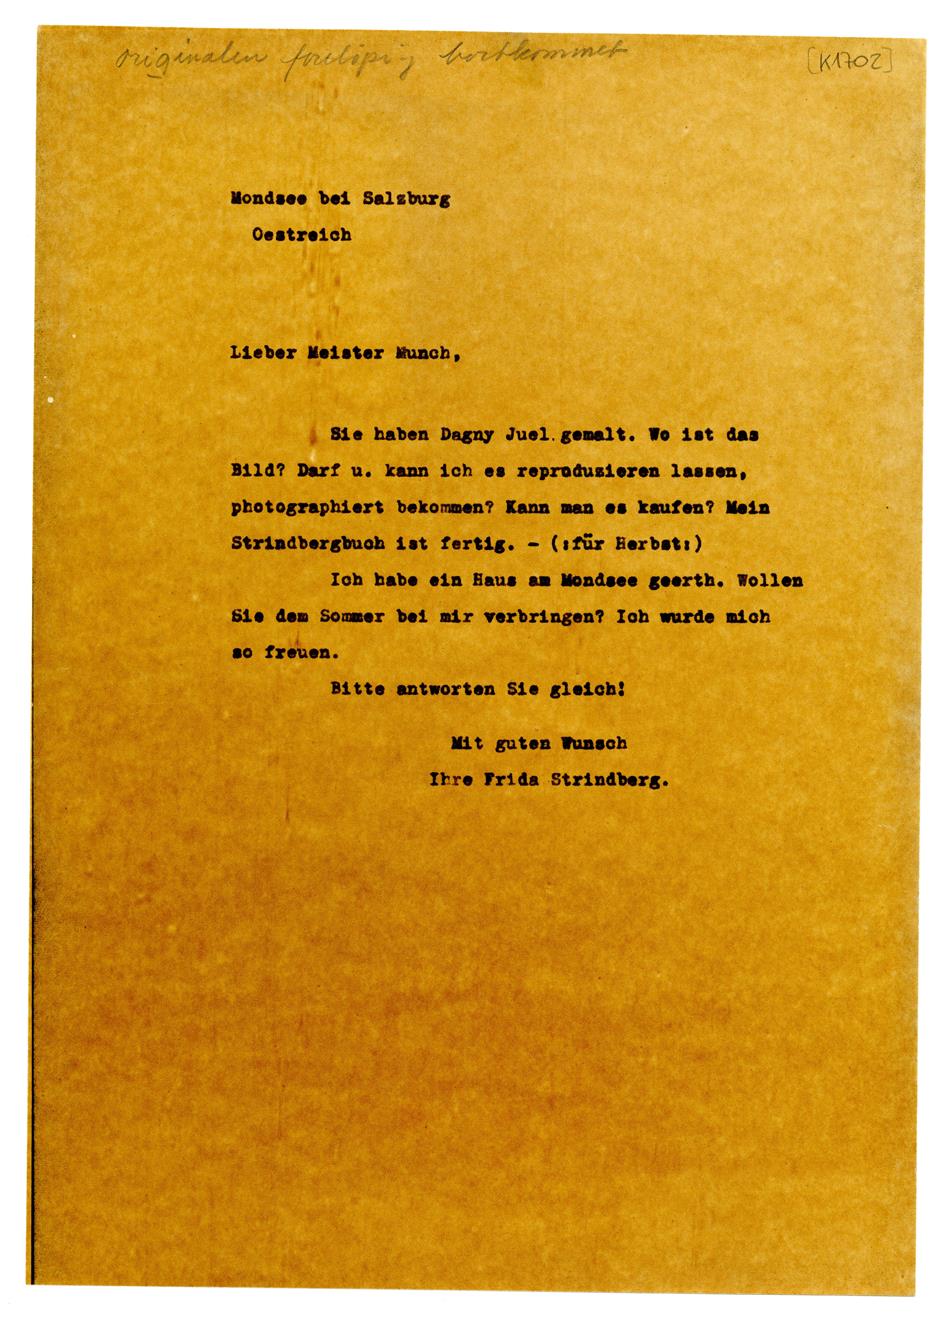 originalen foreløpig bortkommet
[K1702]
Mondsee bei Salzburg
Oestreich
Lieber Meister Munch,
Sie haben Dagny Juel gemalt. Wo ist das
Bild? Darf u. kann ich es reproduzieren lassen,
photographiert bekommen? Kann man es kaufen? Mein
Strindbergbuch ist fertig. - (:für Herbst:)
Ich habe ein Haus am Mondsee geerth. Wollen
Sie dem Sommer bei mir verbringen? Ich wurde mich
so freuen.
Bitte antworten Sie gleich!
Mit guten Wunsch
Ihre Frida Strindberg.